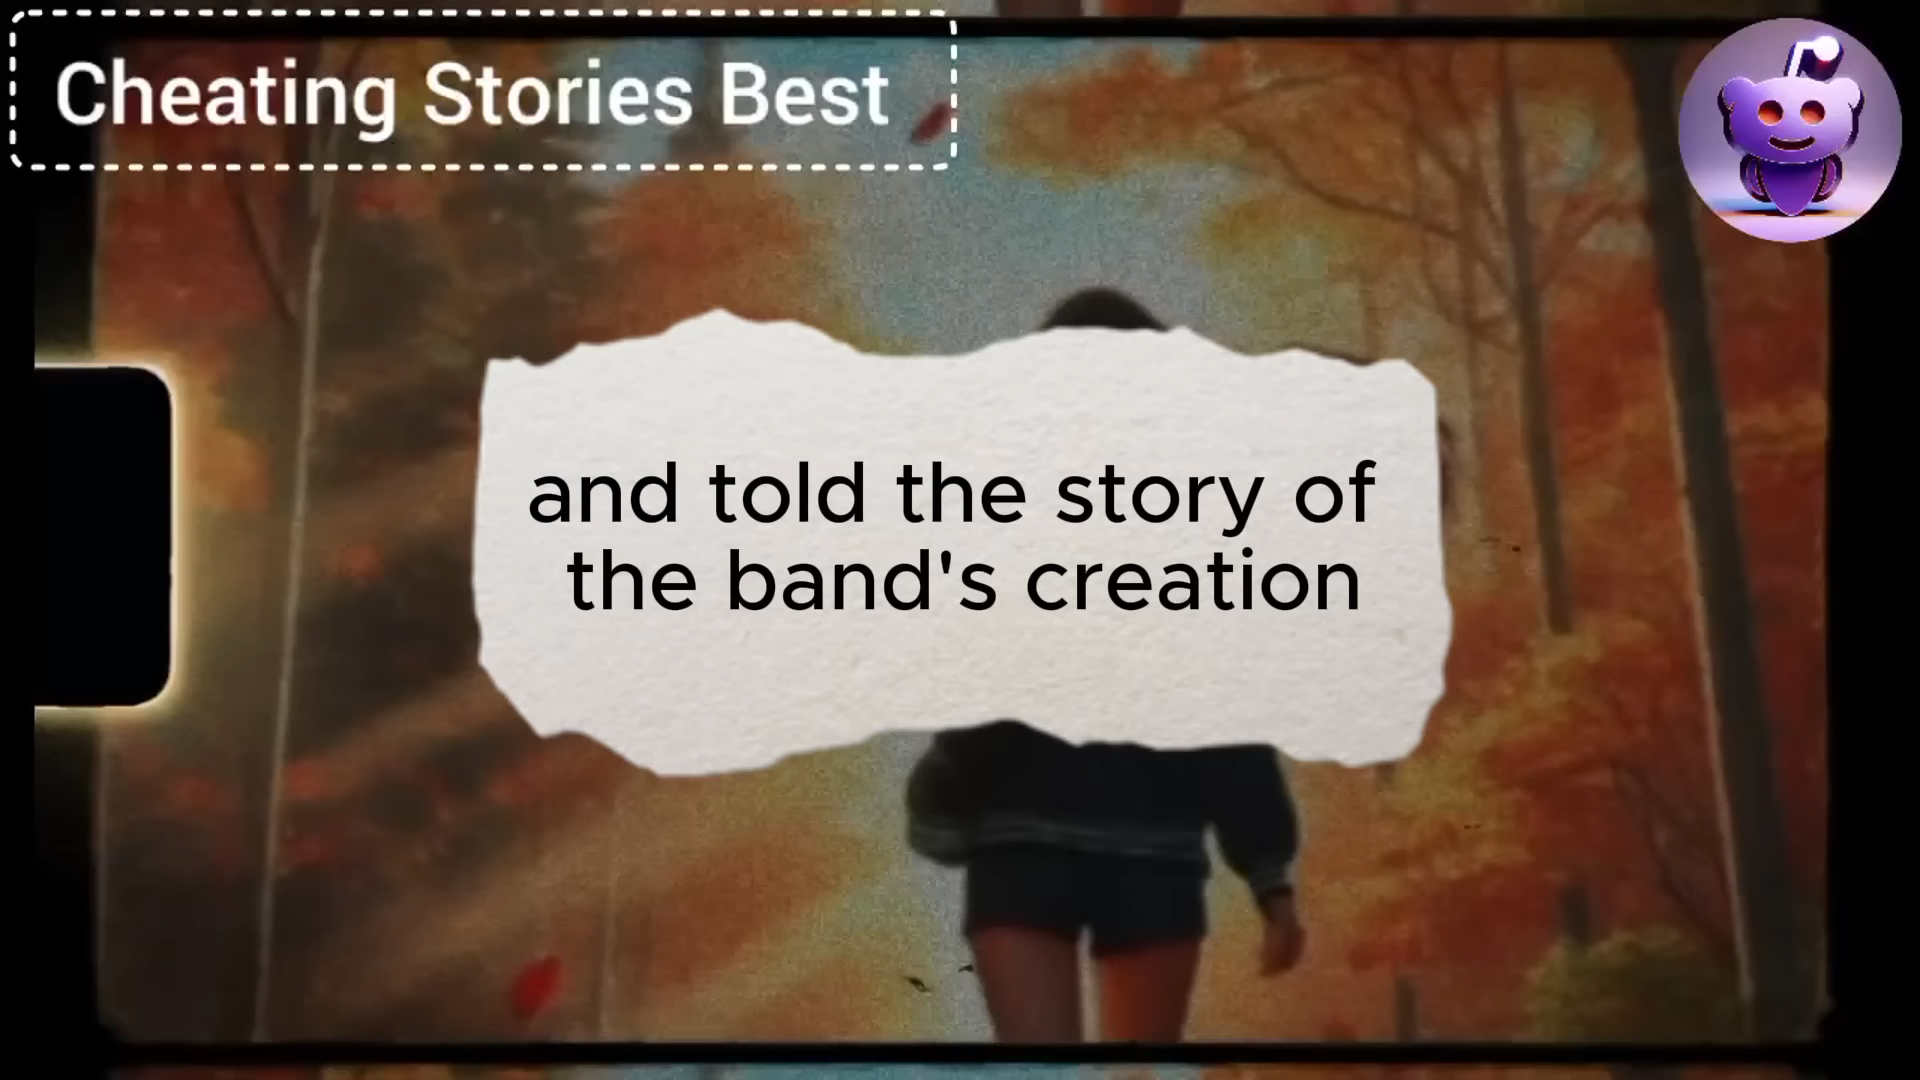 Cheating Stories Best
and told the story of
the band's creation